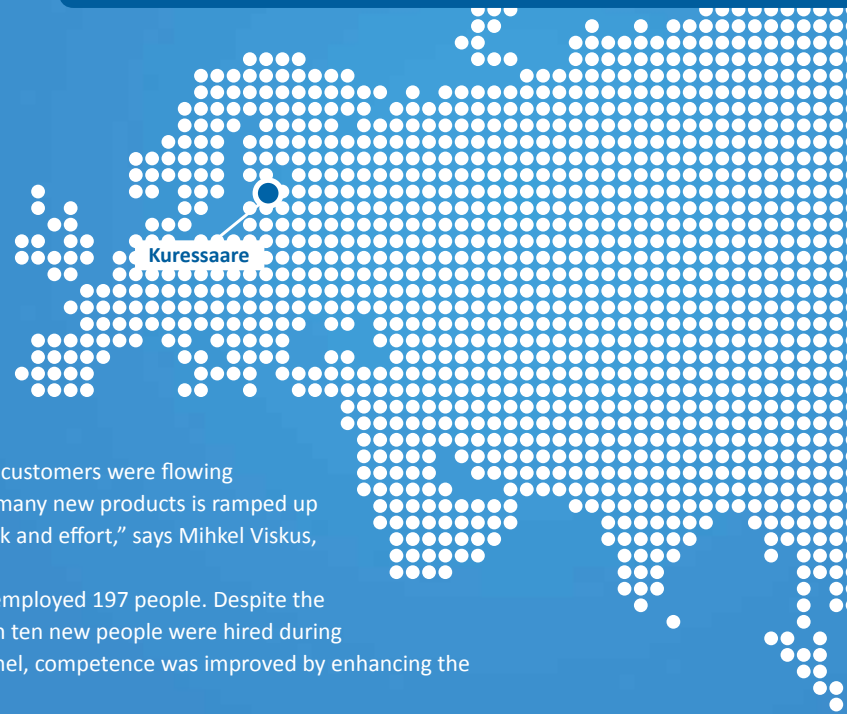 Kuressaare
customers were flowing
many new products is ramped up
k and effort,” says Mihkel Viskus,
employed 197 people. Despite the
n ten new people were hired during
nel, competence was improved by enhancing the